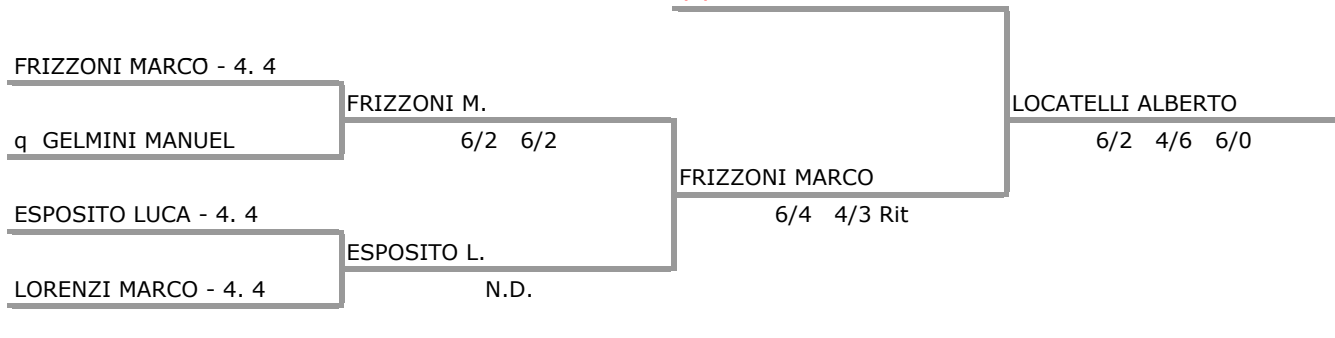 FRIZZONI MARCO - 4. 4
FRIZZONI M.
LOCATELLI ALBERTO
q GELMINI MANUEL
6/2 6/2
6/2 4/6 6/0
FRIZZONI MARCO
ESPOSITO LUCA - 4. 4
6/4 4/3 Rit
ESPOSITO L.
LORENZI MARCO - 4. 4
N.D.